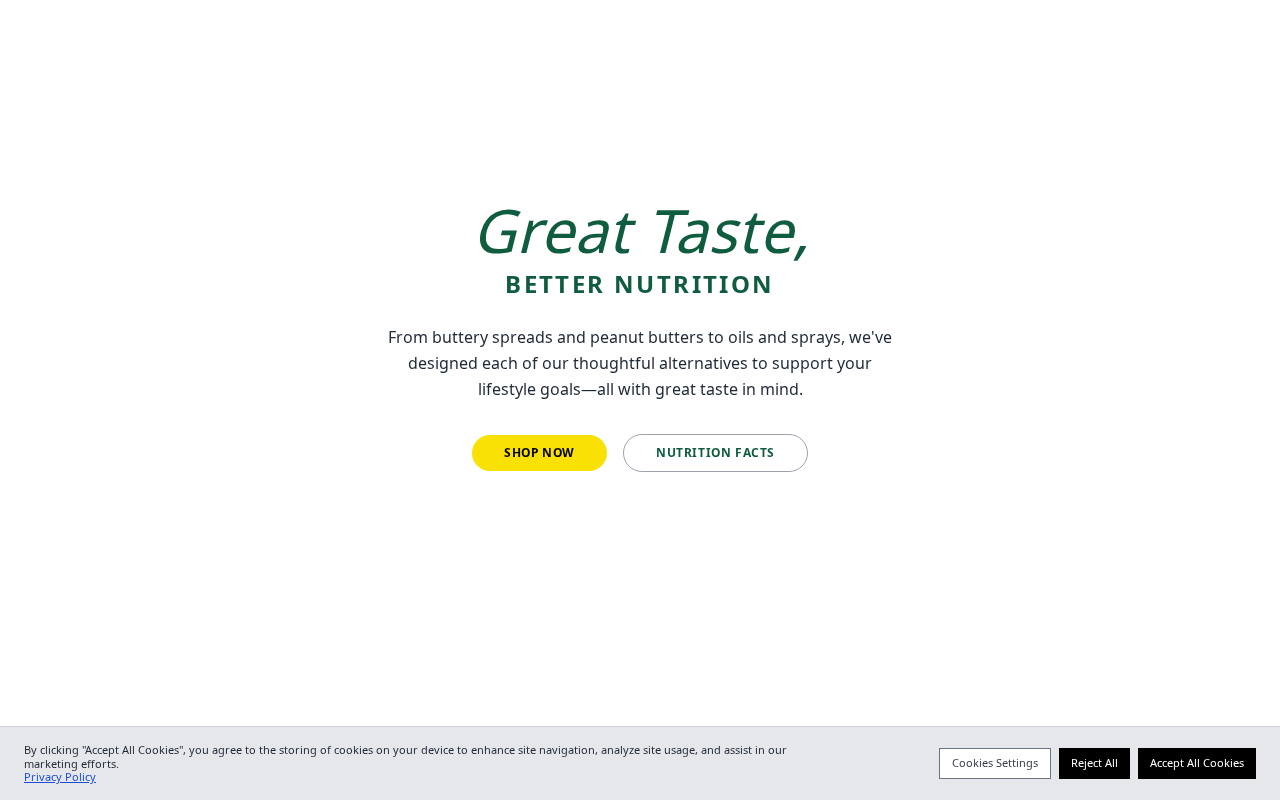 Great Taste,
BETTER NUTRITION
From buttery spreads and peanut butters to oils and sprays, we've
designed each of our thoughtful alternatives to support your
lifestyle goals—all with great taste in mind.
SHOP NOW
NUTRITION FACTS
By clicking "Accept All Cookies", you agree to the storing of cookies on your device to enhance site navigation, analyze site usage, and assist in our
marketing efforts.
Privacy Policy
Cookies Settings
Reject All
Accept All Cookies